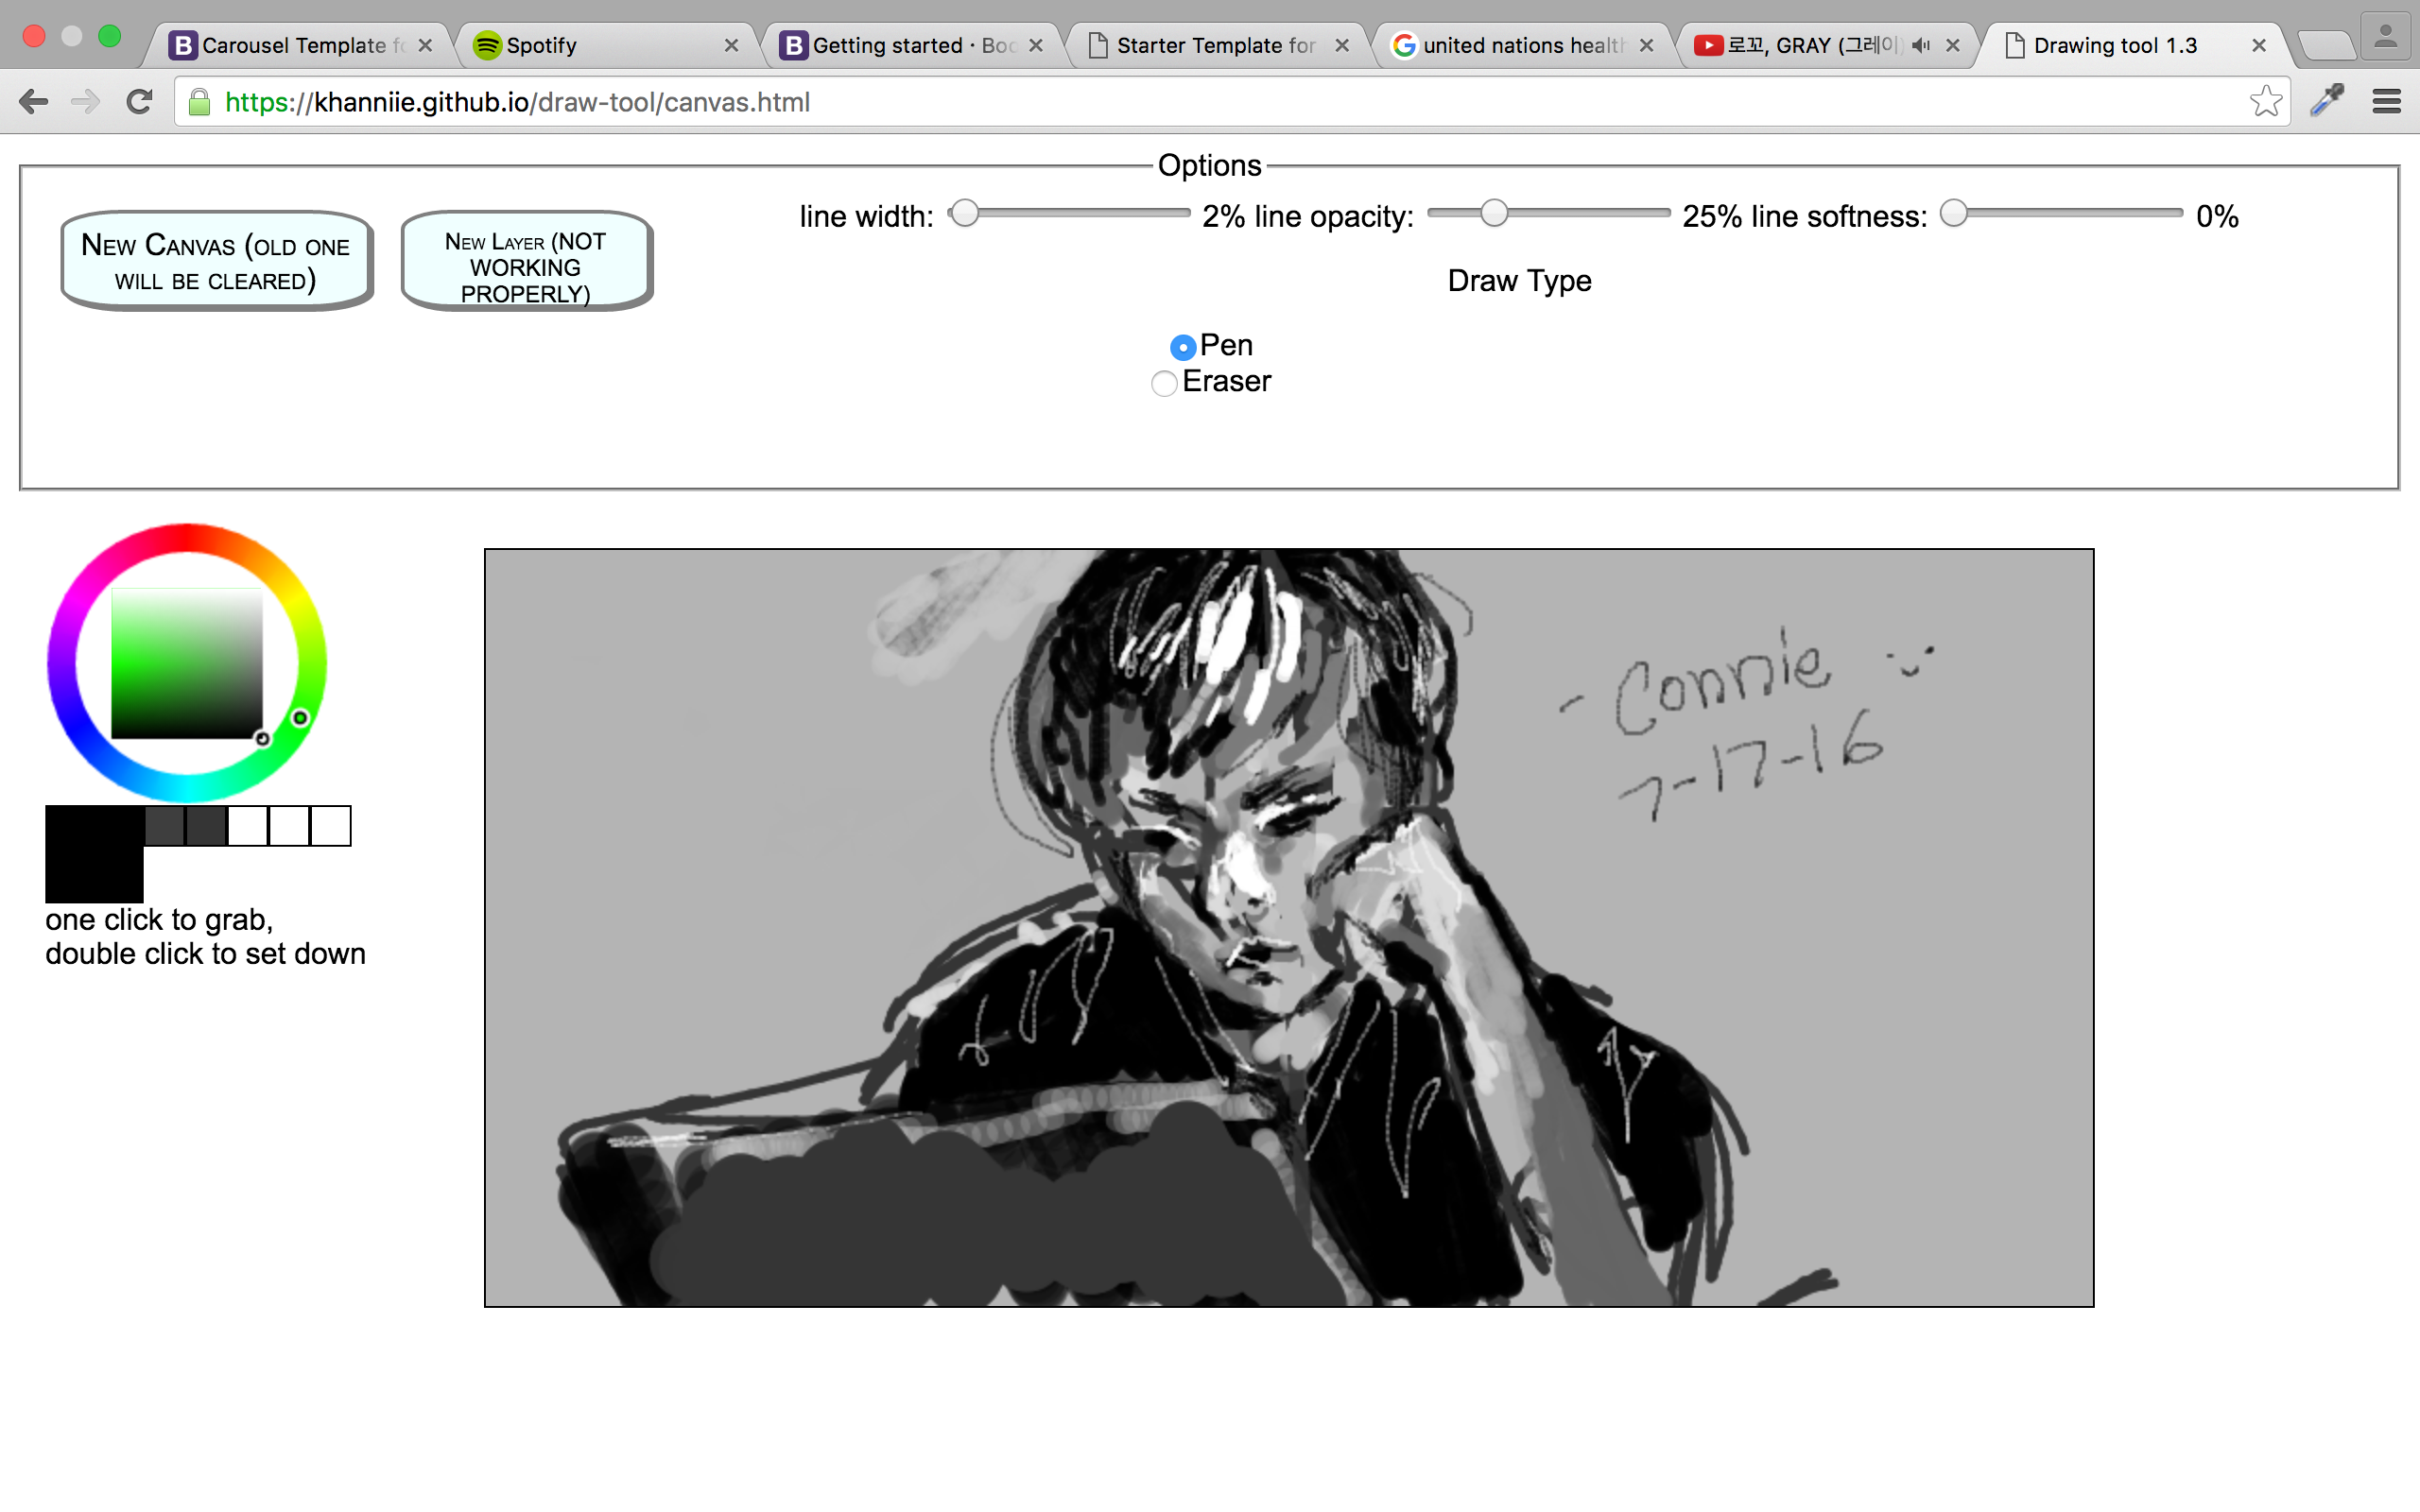 Carousel Template fo
Spotify
Getting started · Boo
Starter Template for
united nations health
로꼬, GRAY (그레이)
Drawing tool 1.3
https://khanniie.github.io/draw-tool/canvas.html
Options
New Canvas (old one
will be cleared)
New Layer (NOT
WORKING
PROPERLY)
line width: 2% line opacity: 25% line softness: 0%
Draw Type
Pen
Eraser
one click to grab,
double click to set down
- Connie
7-17-16